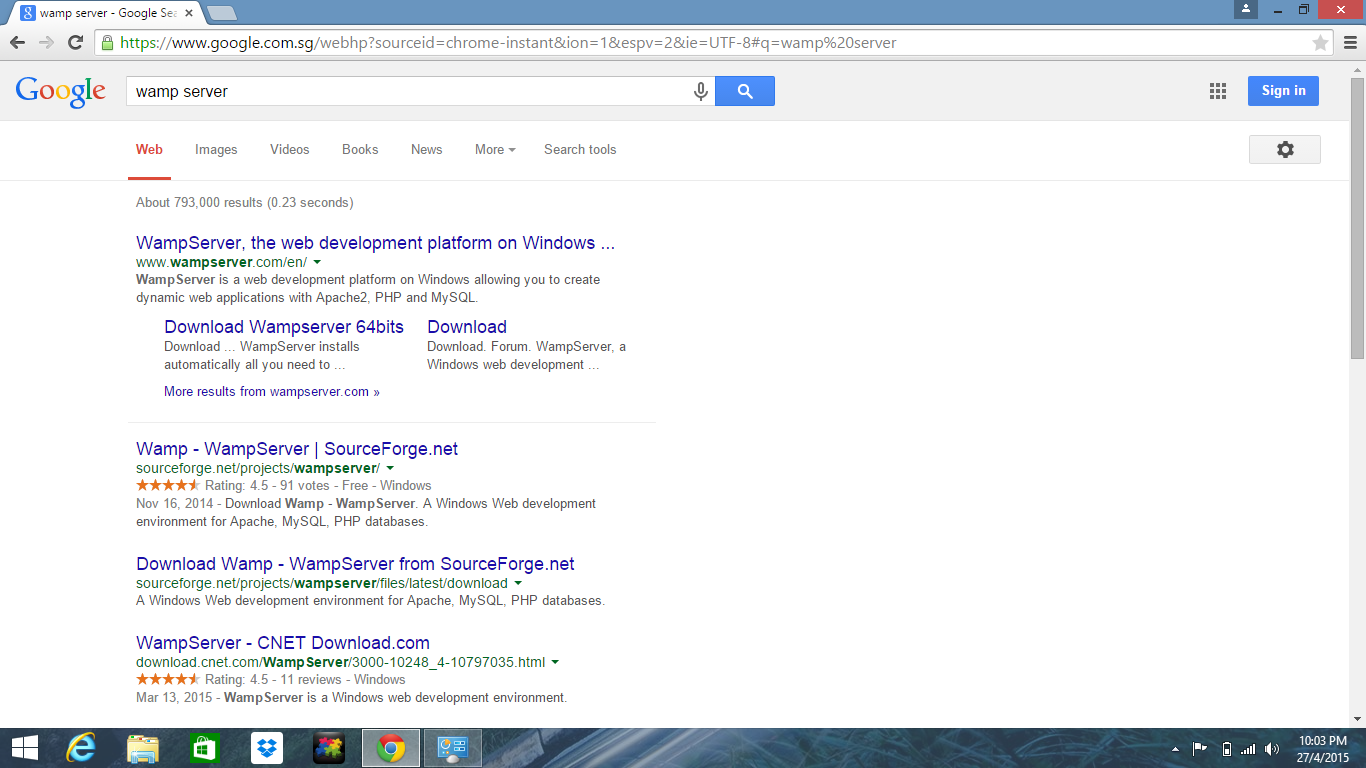 wamp server - Google Sea
https://www.google.com.sg/webhp?sourceid=chrome-instant&ion=1&espv=2&ie=UTF-8#q=wamp%20server
Google
wamp server
Sign in
Web Images Videos Books News More Search tools
About 793,000 results (0.23 seconds)
WampServer, the web development platform on Windows ...
www.wampserver.com/en/
WampServer is a web development platform on Windows allowing you to create
dynamic web applications with Apache2, PHP and MySQL.
Download Wampserver 64bits
Download ... WampServer installs
automatically all you need to ...
Download
Download. Forum. WampServer, a
Windows web development ...
More results from wampserver.com »
Wamp - WampServer | SourceForge.net
sourceforge.net/projects/wampserver/
Rating: 4.5 - 91 votes - Free - Windows
Nov 16, 2014 - Download Wamp - WampServer. A Windows Web development
environment for Apache, MySQL, PHP databases.
Download Wamp - WampServer from SourceForge.net
sourceforge.net/projects/wampserver/files/latest/download
A Windows Web development environment for Apache, MySQL, PHP databases.
WampServer - CNET Download.com
download.cnet.com/WampServer/3000-10248_4-10797035.html
Rating: 4.5 - 11 reviews - Windows
Mar 13, 2015 - WampServer is a Windows web development environment.
10:03 PM
27/4/2015